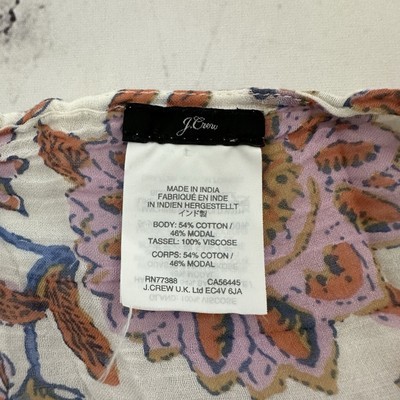 J.Crew
MADE IN INDIA
FABRIQUÉ EN INDE
IN INDIEN HERGESTELLT
インド製
BODY: 54% COTTON /
46% MODAL
TASSEL: 100% VISCOSE
CORPS: 54% COTON /
46% MODAL
RN77388 CA56445
J.CREW U.K. Ltd EC4V 6JA